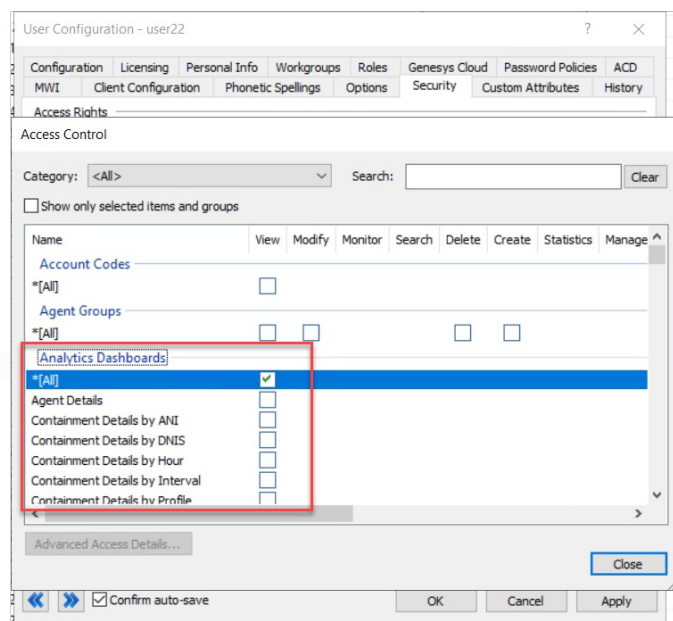 User Configuration - user22 ?
Configuration Licensing Personal Info Workgroups Roles Genesys Cloud Password Policies ACD
MWI Client Configuration Phonetic Spellings Options Security Custom Attributes History
Access Rights
Access Control
Category: <All> Search: Clear
Show only selected items and groups
Name View Modify Monitor Search Delete Create Statistics Manage
Account Codes
*[All]
Agent Groups
*[All]
Analytics Dashboards
*[All]
Agent Details
Containment Details by ANI
Containment Details by DNIS
Containment Details by Hour
Containment Details by Interval
Containment Details by Profile
Advanced Access Details...
Close
Confirm auto-save OK Cancel Apply